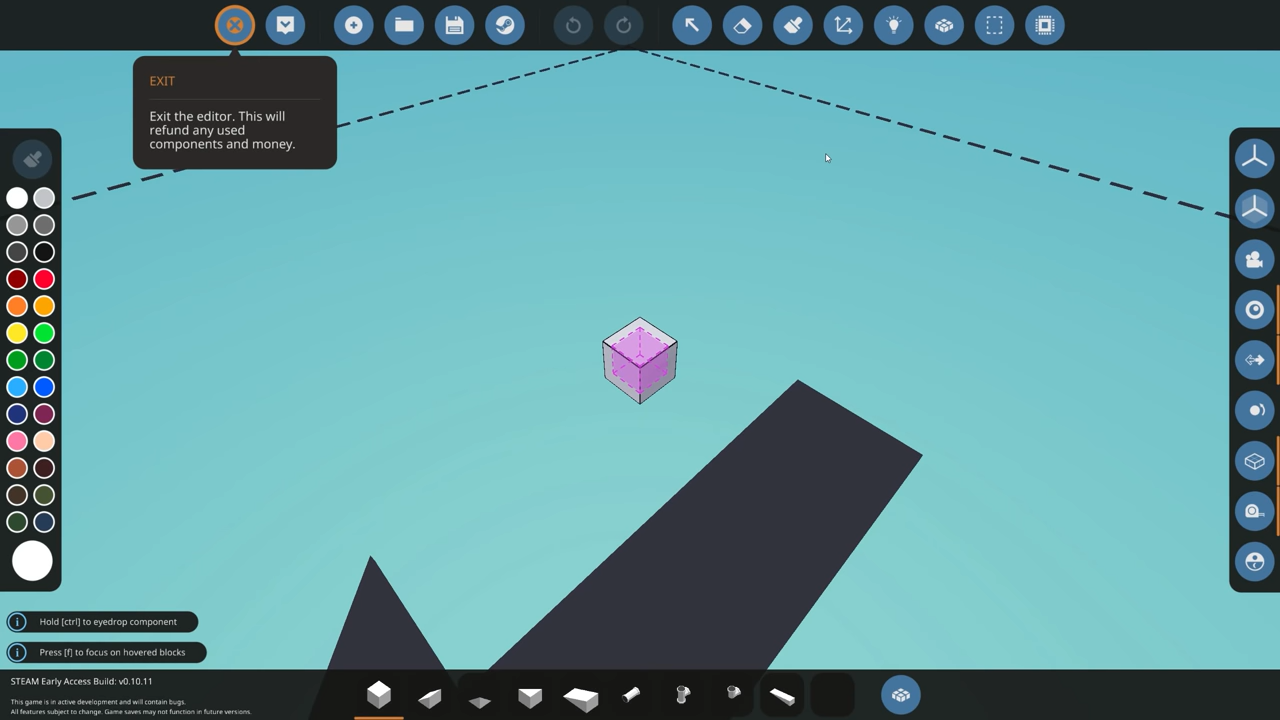 EXIT
Exit the editor. This will
refund any used
components and money.
Hold [ctrl] to eyedrop component
Press [f] to focus on hovered blocks
STEAM Early Access Build: v0.10.11
This game is in active development and will contain bugs.
All features subject to change. Game saves may not function in future versions.